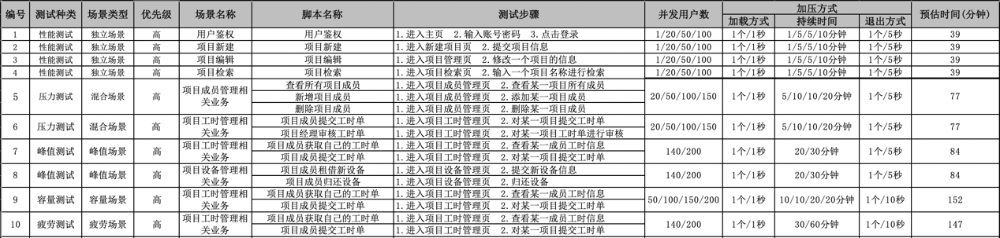 编号 测试种类 场景类型 优先级 场景名称 脚本名称 测试步骤 并发用户数 加压方式 预估时间(分钟)
加载方式 持续时间 退出方式
1 性能测试 独立场景 高 用户鉴权 用户鉴权 1.进入主页 2.输入账号密码 3.点击登录 1/20/50/100 1个/1秒 1/5/5/10分钟 1个/5秒 39
2 性能测试 独立场景 高 项目新建 项目新建 1.进入新建项目页 2.提交项目信息 1/20/50/100 1个/1秒 1/5/5/10分钟 1个/5秒 39
3 性能测试 独立场景 高 项目编辑 项目编辑 1.进入项目管理页 2.修改一个项目的信息 1/20/50/100 1个/1秒 1/5/5/10分钟 1个/5秒 39
4 性能测试 独立场景 高 项目检索 项目检索 1.进入项目检索页 2.输入一个项目名称进行检索 1/20/50/100 1个/1秒 1/5/5/10分钟 1个/5秒 39
5 压力测试 混合场景 高 项目成员管理相关业务 查看所有项目成员 1.进入项目成员管理页 2.查看某一项目所有成员 20/50/100/150 1个/1秒 5/10/10/20分钟 1个/5秒 77
新增项目成员 1.进入项目成员管理页 2.添加某一项目成员
删除项目成员 1.进入项目成员管理页 2.删除某一项目成员
6 压力测试 混合场景 高 项目工时管理相关业务 项目成员提交工时单 1.进入项目工时管理页 2.对某一项目提交工时单 20/50/100/150 1个/1秒 5/10/10/20分钟 1个/5秒 77
项目经理审核工时单 1.进入项目工时管理页 2.对某一项目工时单进行审核
7 峰值测试 峰值场景 高 项目工时管理相关业务 项目成员获取自己的工时单 1.进入项目工时管理页 2.查看某一成员工时信息 140/200 1个/1秒 20/30分钟 1个/5秒 84
项目成员提交工时单 1.进入项目工时管理页 2.对某一项目提交工时单
8 峰值测试 峰值场景 高 项目设备管理相关业务 项目成员租借新设备 1.进入项目设备管理页 2.提交新设备信息 140/200 1个/1秒 20/30分钟 1个/5秒 84
项目成员归还设备 1.进入项目设备管理页 2.归还设备
9 容量测试 容量场景 高 项目工时管理相关业务 项目成员获取自己的工时单 1.进入项目工时管理页 2.查看某一成员工时信息 50/100/150/200 1个/1秒 10/10/20/20分钟 1个/10秒 152
项目成员提交工时单 1.进入项目工时管理页 2.对某一项目提交工时单
10 疲劳测试 疲劳场景 高 项目工时管理相关业务 项目成员获取自己的工时单 1.进入项目工时管理页 2.查看某一成员工时信息 140/200 1个/1秒 30/60分钟 1个/10秒 147
项目成员提交工时单 1.进入项目工时管理页 2.对某一项目提交工时单